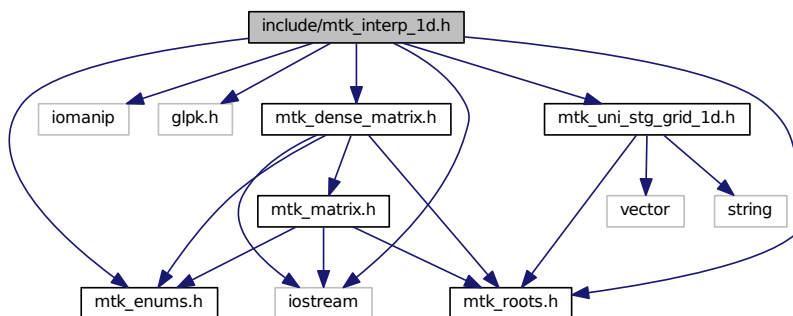 include/mtk_interp_1d.h
iomanip
glpk.h
mtk_dense_matrix.h
mtk_uni_stg_grid_1d.h
mtk_matrix.h
vector
string
mtk_enums.h
iostream
mtk_roots.h